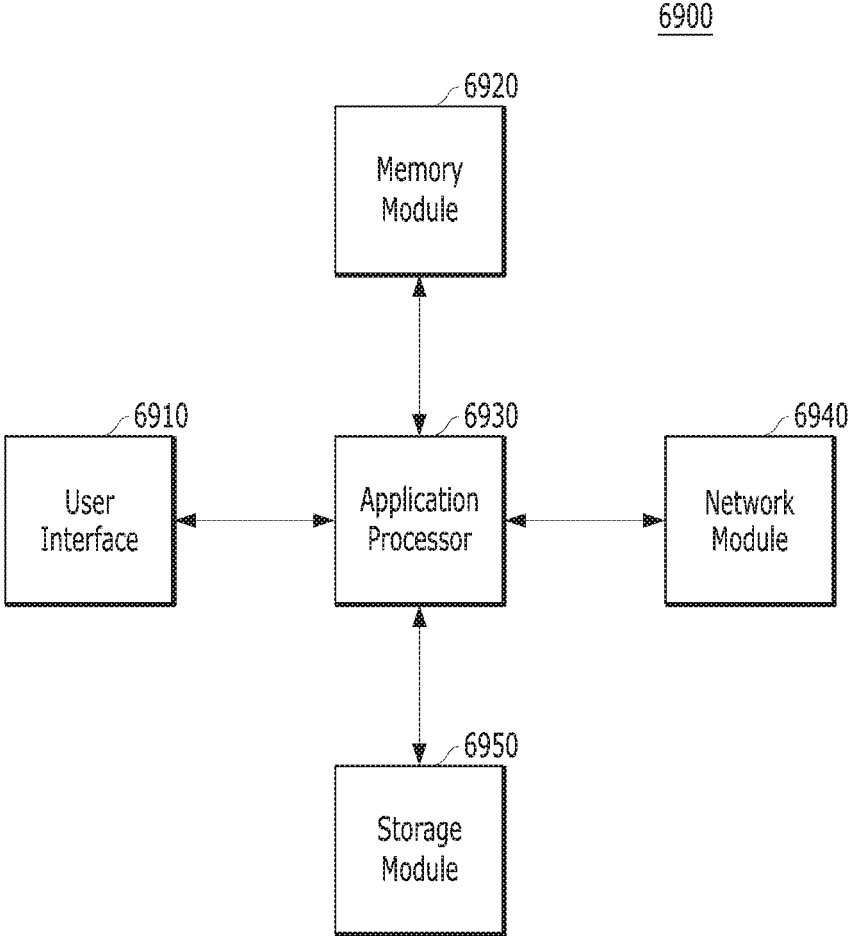 6900
6920
Memory
Module
6910
6930
6940
User
Interface
Application
Processor
Network
Module
6950
Storage
Module